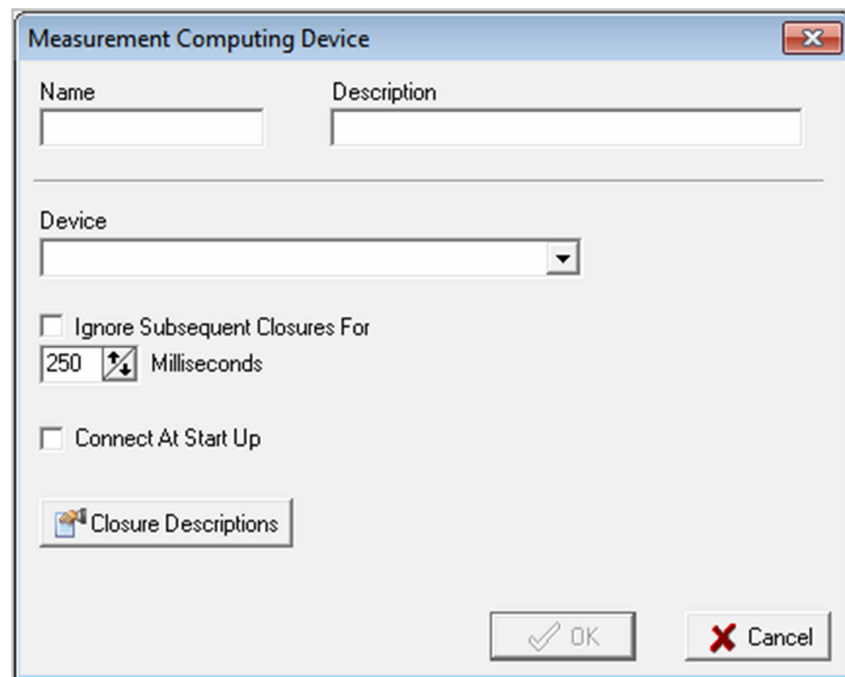 Measurement Computing Device
Name Description
Device
Ignore Subsequent Closures For
250 Milliseconds
Connect At Start Up
Closure Descriptions
OK Cancel